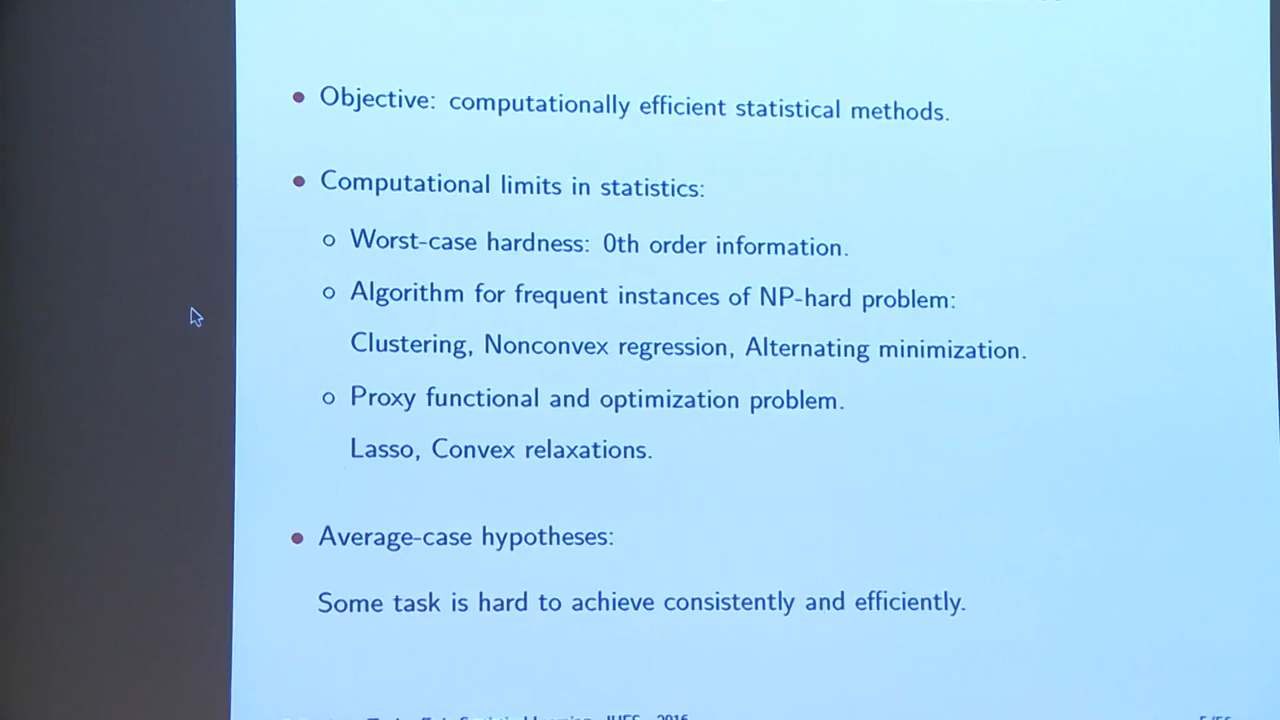 • Objective: computationally efficient statistical methods.
• Computational limits in statistics:
○ Worst-case hardness: 0th order information.
○ Algorithm for frequent instances of NP-hard problem:
Clustering, Nonconvex regression, Alternating minimization.
○ Proxy functional and optimization problem.
Lasso, Convex relaxations.
• Average-case hypotheses:
Some task is hard to achieve consistently and efficiently.
2016